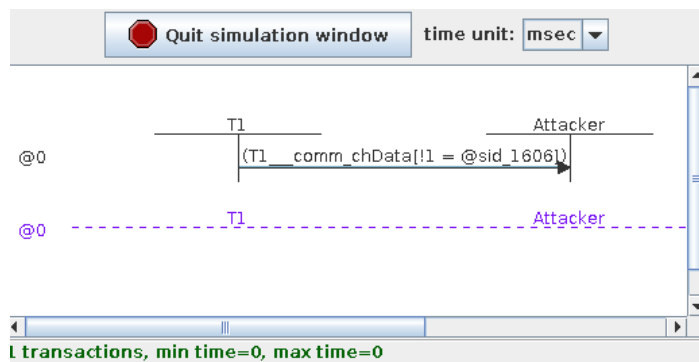 Quit simulation window time unit: msec
T1 Attacker
@0 (T1__comm_chData[!1 = @sid_1606])
@0 T1 Attacker
1 transactions, min time=0, max time=0